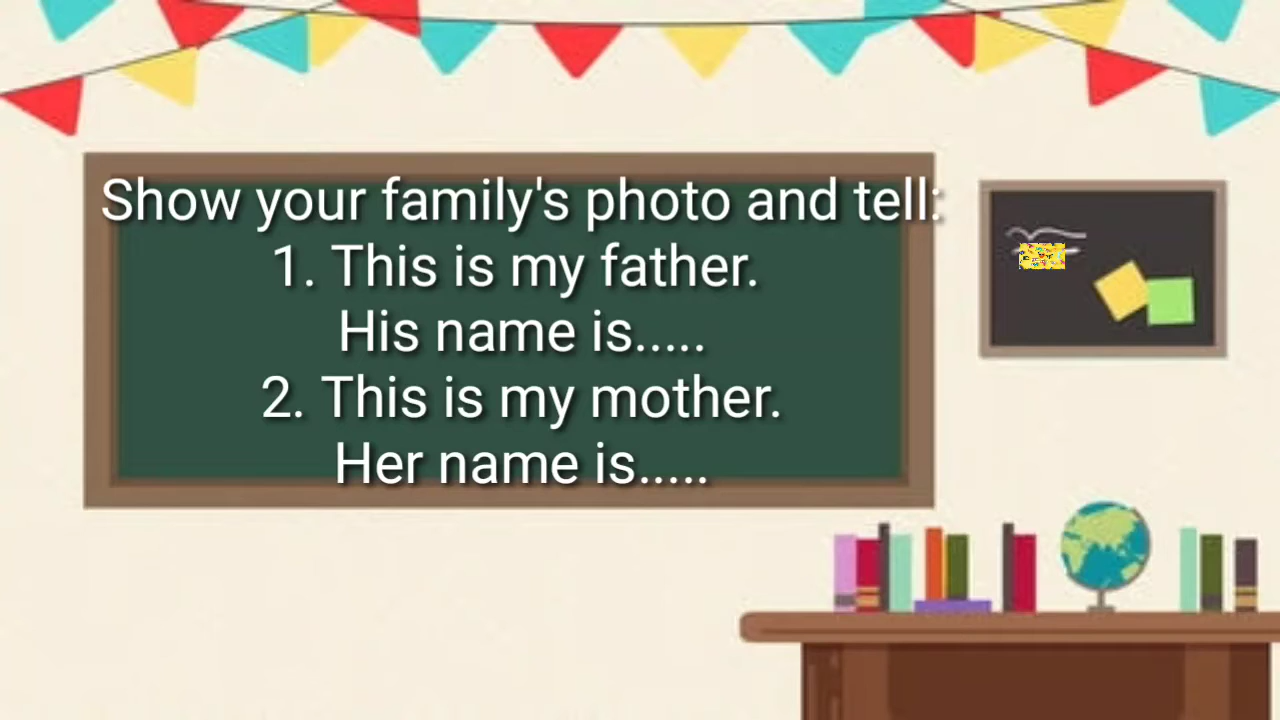 Show your family's photo and tell:
1. This is my father.
His name is.....
2. This is my mother.
Her name is.....